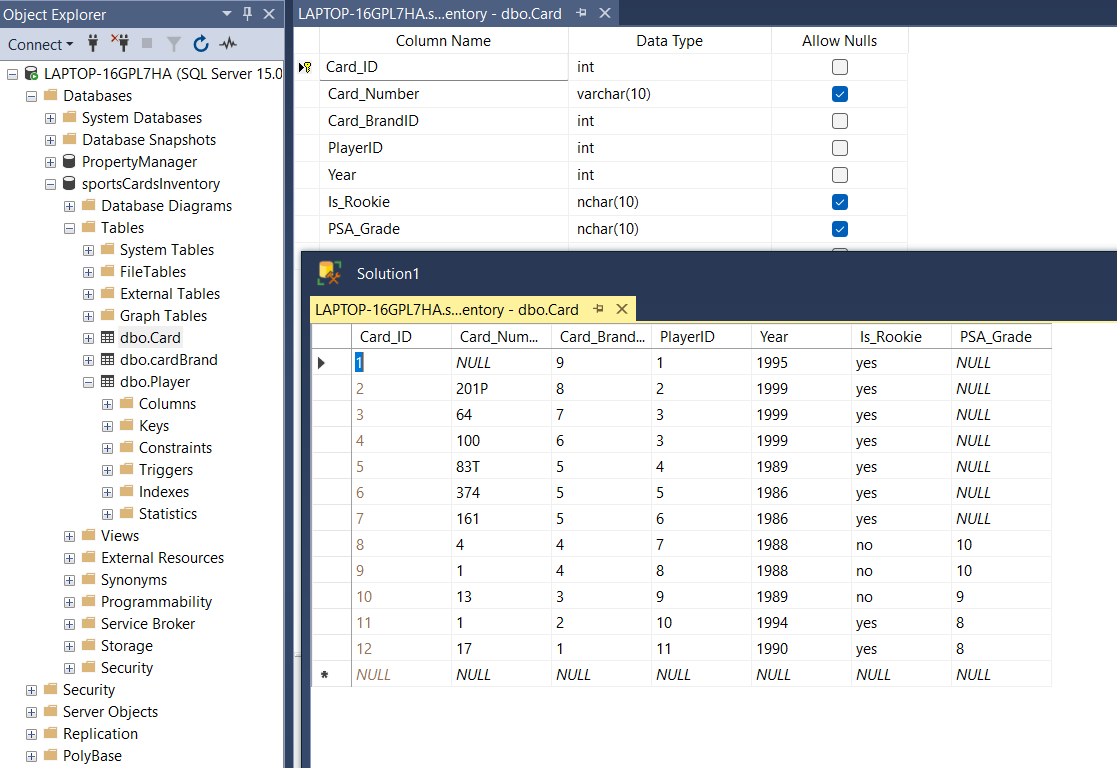 Object Explorer
Connect
LAPTOP-16GPL7HA (SQL Server 15.0
Databases
System Databases
Database Snapshots
PropertyManager
sportsCardsInventory
Database Diagrams
Tables
System Tables
FileTables
External Tables
Graph Tables
dbo.Card
dbo.cardBrand
dbo.Player
Columns
Keys
Constraints
Triggers
Indexes
Statistics
Views
External Resources
Synonyms
Programmability
Service Broker
Storage
Security
Security
Server Objects
Replication
PolyBase
LAPTOP-16GPL7HA.s...entory - dbo.Card
Column Name Data Type Allow Nulls
Card_ID int
Card_Number varchar(10)
Card_BrandID int
PlayerID int
Year int
Is_Rookie nchar(10)
PSA_Grade nchar(10)
Solution1
LAPTOP-16GPL7HA.s...entory - dbo.Card
Card_ID Card_Num... Card_Brand... PlayerID Year Is_Rookie PSA_Grade
1 NULL 9 1 1995 yes NULL
2 201P 8 2 1999 yes NULL
3 64 7 3 1999 yes NULL
4 100 6 3 1999 yes NULL
5 83T 5 4 1989 yes NULL
6 374 5 5 1986 yes NULL
7 161 5 6 1986 yes NULL
8 4 4 7 1988 no 10
9 1 4 8 1988 no 10
10 13 3 9 1989 no 9
11 1 2 10 1994 yes 8
12 17 1 11 1990 yes 8
NULL NULL NULL NULL NULL NULL NULL